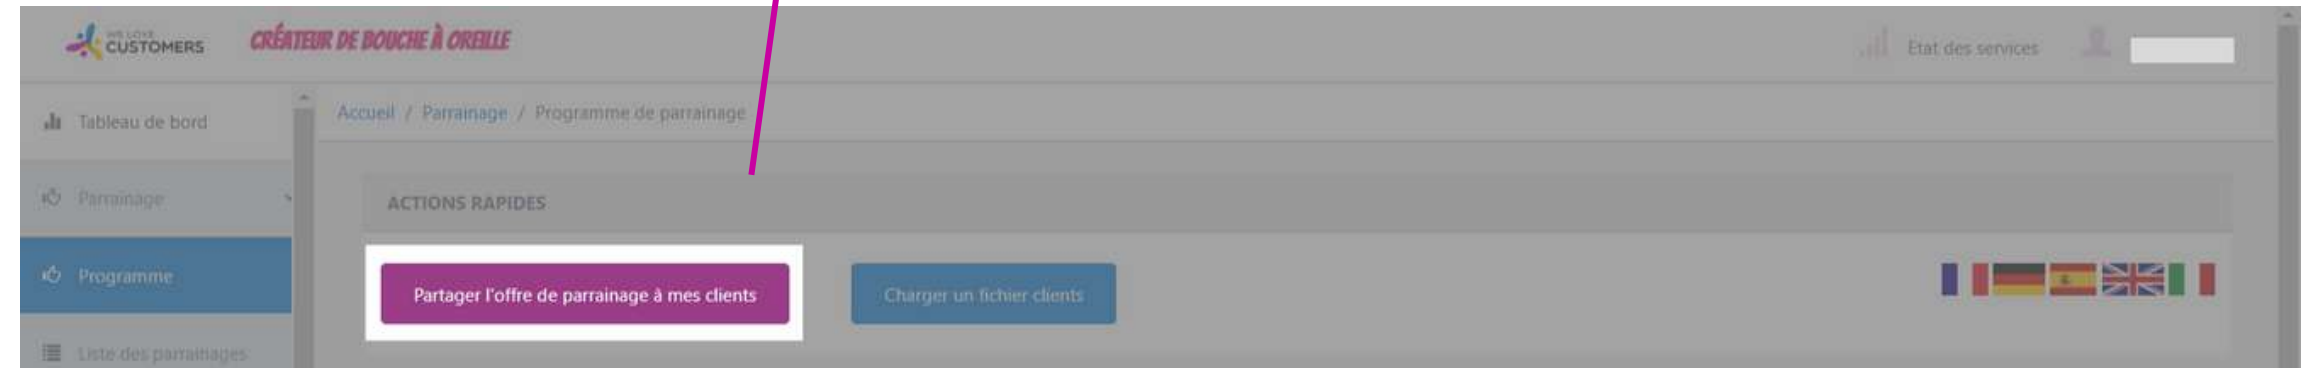 WE LOVE
CUSTOMERS
CRÉATEUR DE BOUCHE À OREILLE
Etat des services
Tableau de bord
Accueil / Parrainage / Programme de parrainage
Parrainage
ACTIONS RAPIDES
Programme
Partager l'offre de parrainage à mes clients
Charger un fichier clients
Liste des parrainages